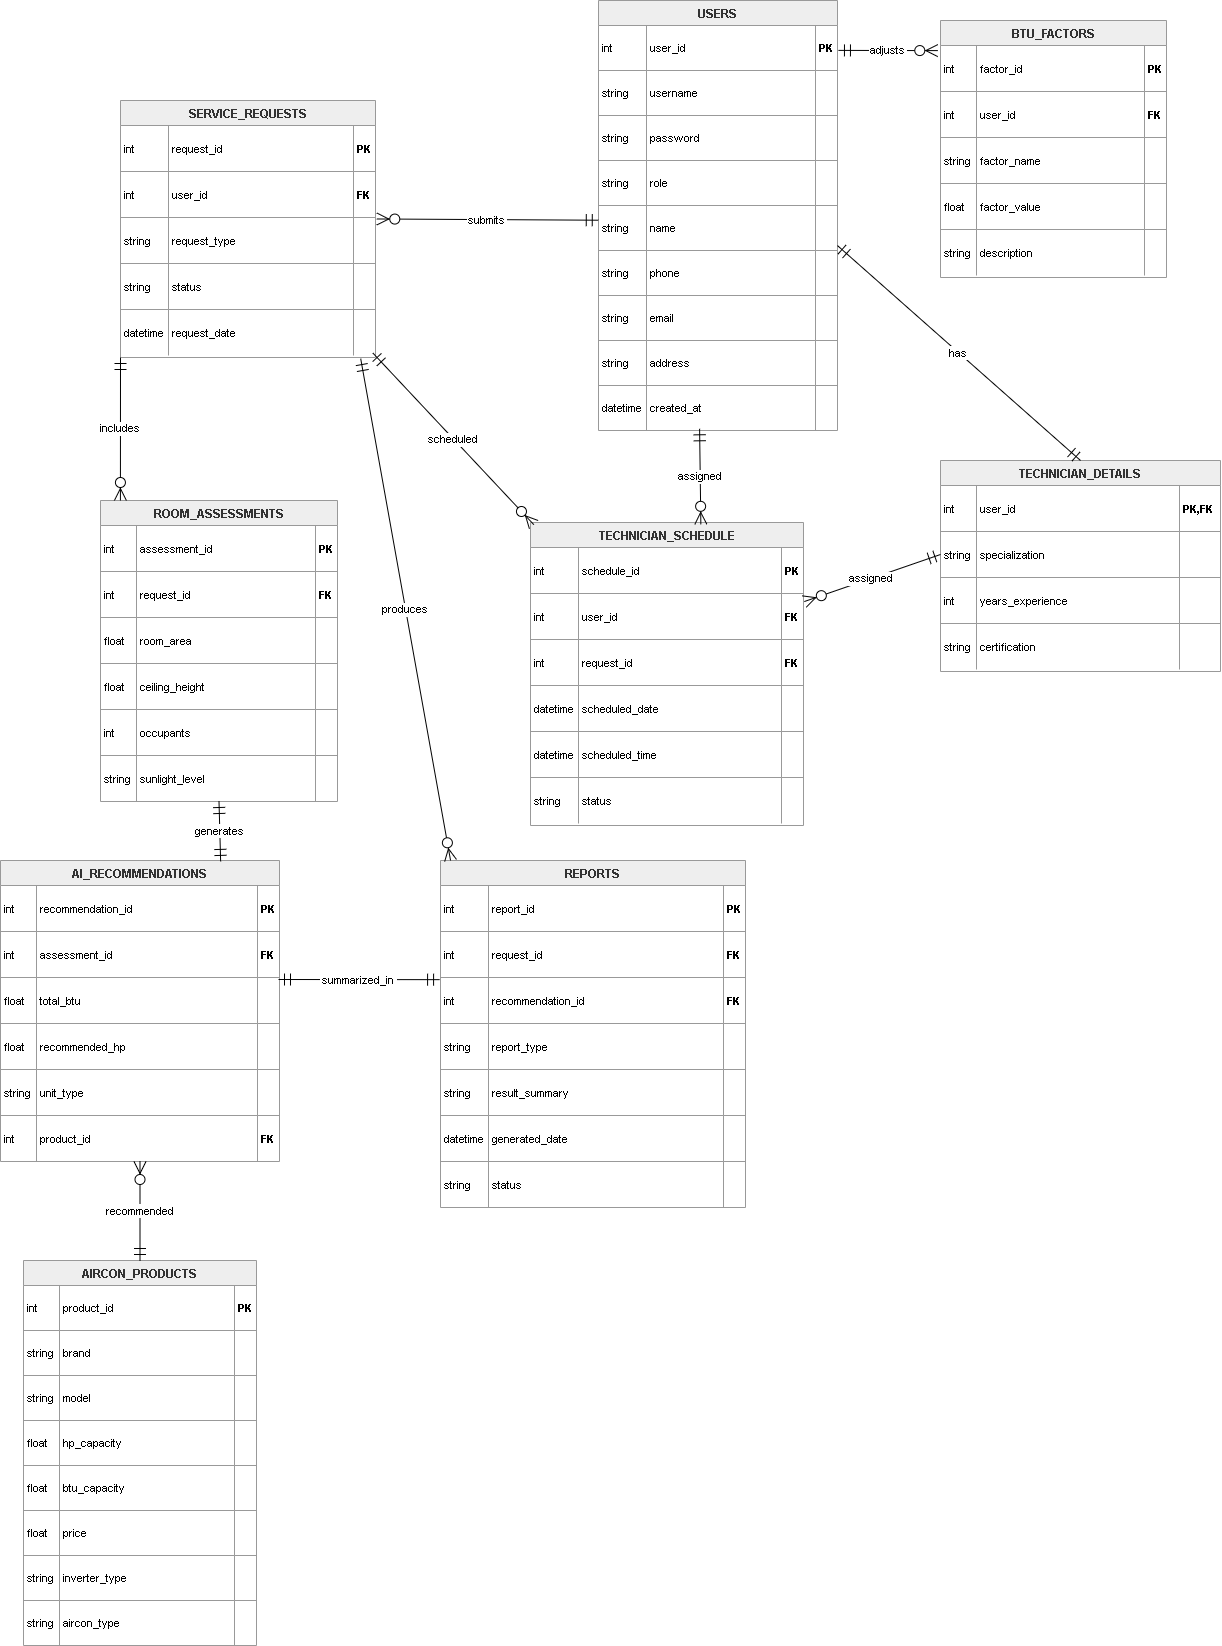 USERS
int user_id PK
string username
string password
string role
string name
string phone
string email
string address
datetime created_at
adjusts
BTU_FACTORS
int factor_id PK
int user_id FK
string factor_name
float factor_value
string description
SERVICE_REQUESTS
int request_id PK
int user_id FK
string request_type
string status
datetime request_date
submits
has
includes
scheduled
assigned
TECHNICIAN_DETAILS
int user_id PK,FK
string specialization
int years_experience
string certification
ROOM_ASSESSMENTS
int assessment_id PK
int request_id FK
float room_area
float ceiling_height
int occupants
string sunlight_level
TECHNICIAN_SCHEDULE
int schedule_id PK
int user_id FK
int request_id FK
datetime scheduled_date
datetime scheduled_time
string status
assigned
produces
generates
AI_RECOMMENDATIONS
int recommendation_id PK
int assessment_id FK
float total_btu
float recommended_hp
string unit_type
int product_id FK
summarized_in
REPORTS
int report_id PK
int request_id FK
int recommendation_id FK
string report_type
string result_summary
datetime generated_date
string status
recommended
AIRCON_PRODUCTS
int product_id PK
string brand
string model
float hp_capacity
float btu_capacity
float price
string inverter_type
string aircon_type